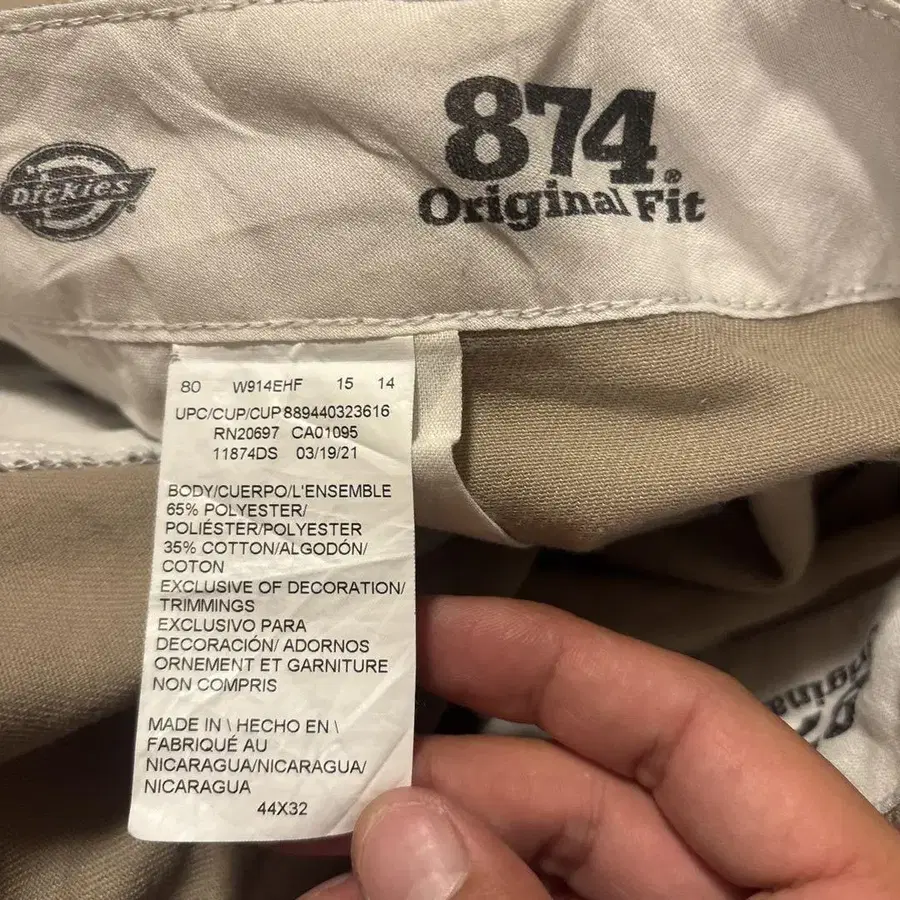 874®
Original Fit
Dickies
80 W914EHF 15 14
UPC/CUP/CUP 889440323616
RN20697 CA01095
11874DS 03/19/21
BODY/CUERPO/L'ENSEMBLE
65% POLYESTER/
POLIÉSTER/POLYESTER
35% COTTON/ALGODÓN/
COTON
EXCLUSIVE OF DECORATION/
TRIMMINGS
EXCLUSIVO PARA
DECORACIÓN/ ADORNOS
ORNEMENT ET GARNITURE
NON COMPRIS
MADE IN \ HECHO EN \
FABRIQUÉ AU
NICARAGUA/NICARAGUA/
NICARAGUA
44X32